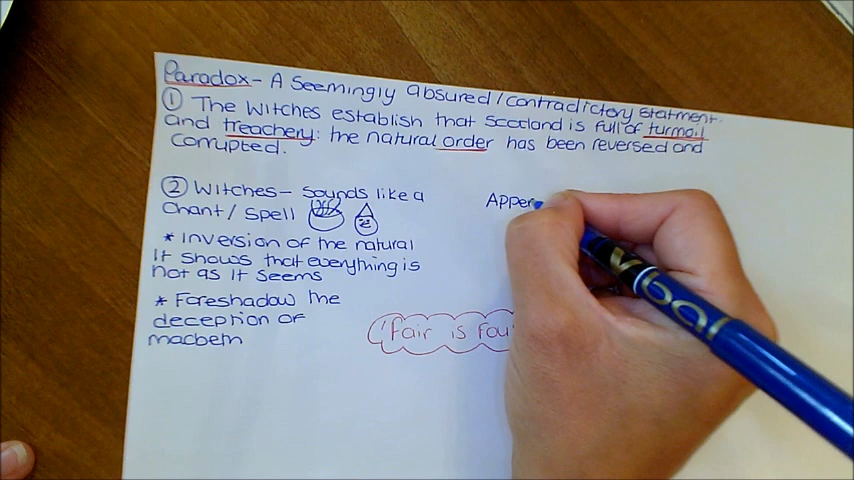 Paradox - A Seemingly absured / contradictory statment.
① The Witches establish that Scotland is full of turmoil
and treachery: the natural order has been reversed and
corrupted.
② Witches - sounds like a
chant / spell
* Inversion of the natural
It shows that everything is
not as it seems
* Foreshadow the
deception of
macbeth
Apper
'Fair is fou